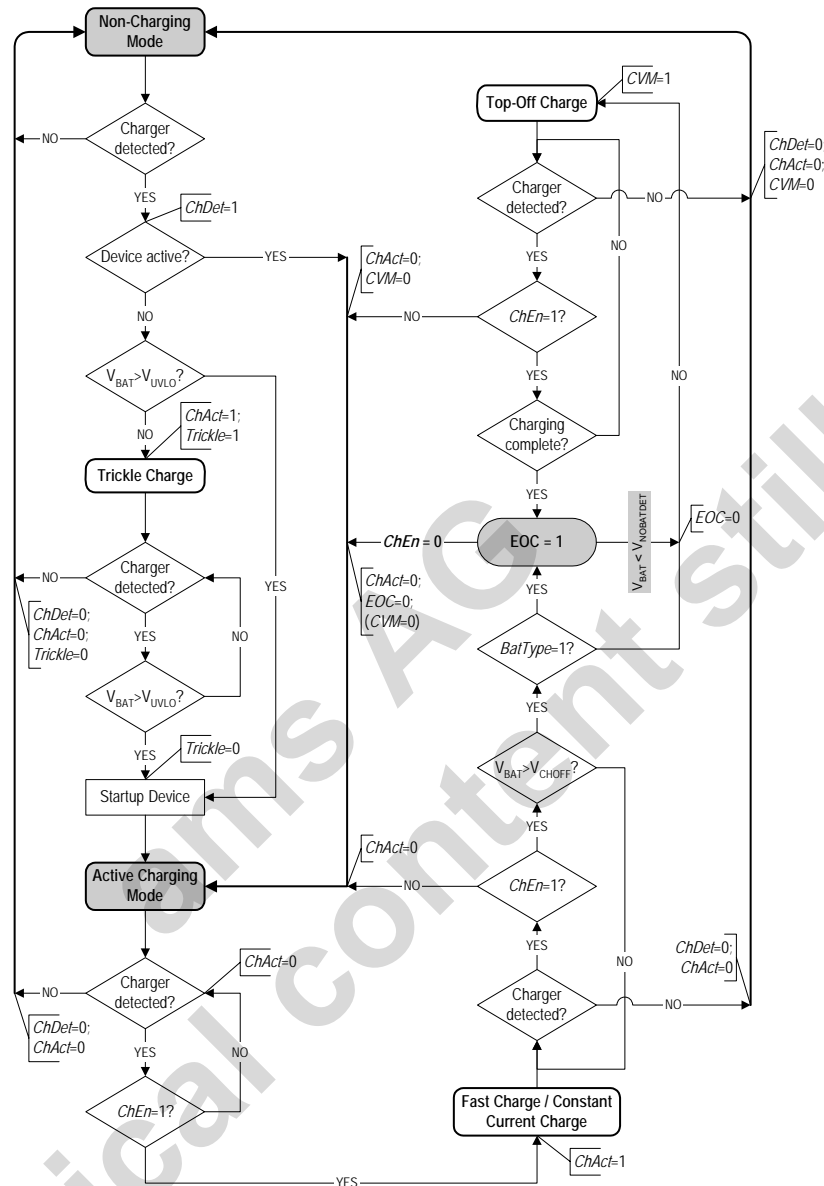 Non-Charging
Mode
Charger
detected?
NO
YES
ChDet=1
Device active?
YES
NO
VBAT>VUVLO?
NO
ChAct=1;
Trickle=1
Trickle Charge
Charger
detected?
NO
ChDet=0;
ChAct=0;
Trickle=0
YES
NO
VBAT>VUVLO?
YES
YES
Trickle=0
Startup Device
Active Charging
Mode
ChAct=0
Charger
detected?
NO
ChDet=0;
ChAct=0
YES
NO
ChEn=1?
YES
CVM=1
Top-Off Charge
Charger
detected?
NO
ChDet=0;
ChAct=0;
CVM=0
YES
NO
ChAct=0;
CVM=0
ChEn=1?
NO
YES
Charging
complete?
NO
YES
EOC = 1
ChEn = 0
ChAct=0;
EOC=0;
(CVM=0)
VBAT < VNOBATDET
EOC=0
YES
BatType=1?
YES
VBAT>VCHOFF?
YES
ChAct=0
ChEn=1?
NO
YES
NO
ChDet=0;
ChAct=0
Charger
detected?
NO
Fast Charge / Constant
Current Charge
ChAct=1
ams AG
ical content still